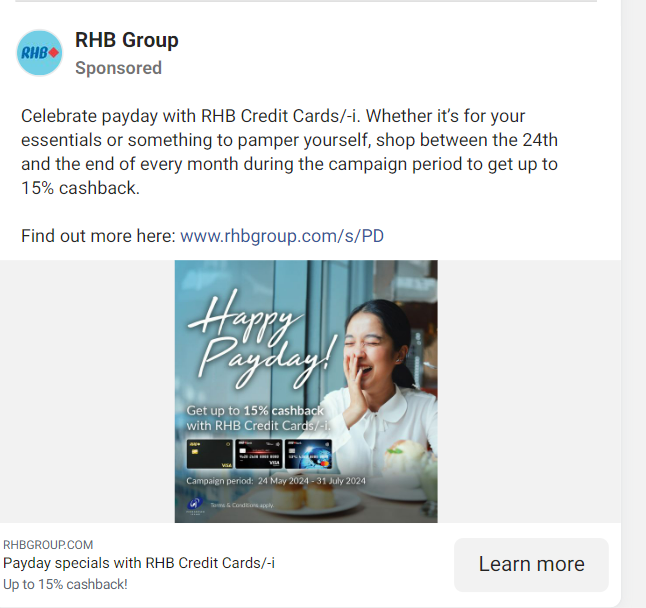 RHB
RHB Group
Sponsored
Celebrate payday with RHB Credit Cards/-i. Whether it's for your
essentials or something to pamper yourself, shop between the 24th
and the end of every month during the campaign period to get up to
15% cashback.
Find out more here: www.rhbgroup.com/s/PD
Happy
Payday!
Get up to 15% cashback
with RHB Credit Cards/-i.
RHB
VISA
VISA
Campaign period: 24 May 2024 - 31 July 2024
Terms & Conditions apply
RHBGROUP.COM
Payday specials with RHB Credit Cards/-i
Up to 15% cashback!
Learn more